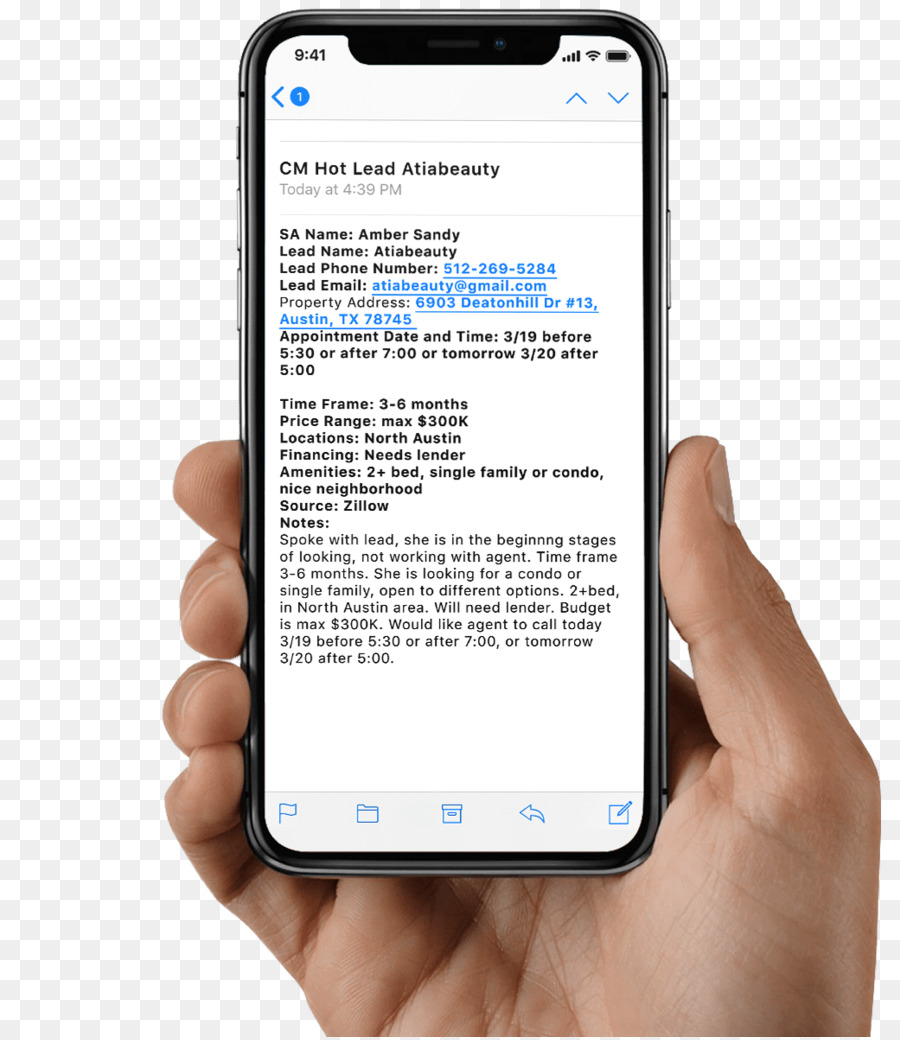 9:41
1
CM Hot Lead Atiabeauty
Today at 4:39 PM
SA Name: Amber Sandy
Lead Name: Atiabeauty
Lead Phone Number: 512-269-5284
Lead Email: atiabeauty@gmail.com
Property Address: 6903 Deatonhill Dr #13,
Austin, TX 78745
Appointment Date and Time: 3/19 before
5:30 or after 7:00 or tomorrow 3/20 after
5:00
Time Frame: 3-6 months
Price Range: max $300K
Locations: North Austin
Financing: Needs lender
Amenities: 2+ bed, single family or condo,
nice neighborhood
Source: Zillow
Notes:
Spoke with lead, she is in the beginnng stages
of looking, not working with agent. Time frame
3-6 months. She is looking for a condo or
single family, open to different options. 2+bed,
in North Austin area. Will need lender. Budget
is max $300K. Would like agent to call today
3/19 before 5:30 or after 7:00, or tomorrow
3/20 after 5:00.